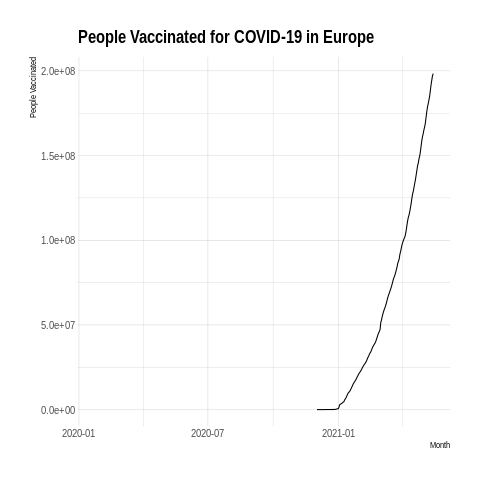 People Vaccinated for COVID-19 in Europe
People Vaccinated
2.0e+08
1.5e+08
1.0e+08
5.0e+07
0.0e+00
2020-01
2020-07
2021-01
Month